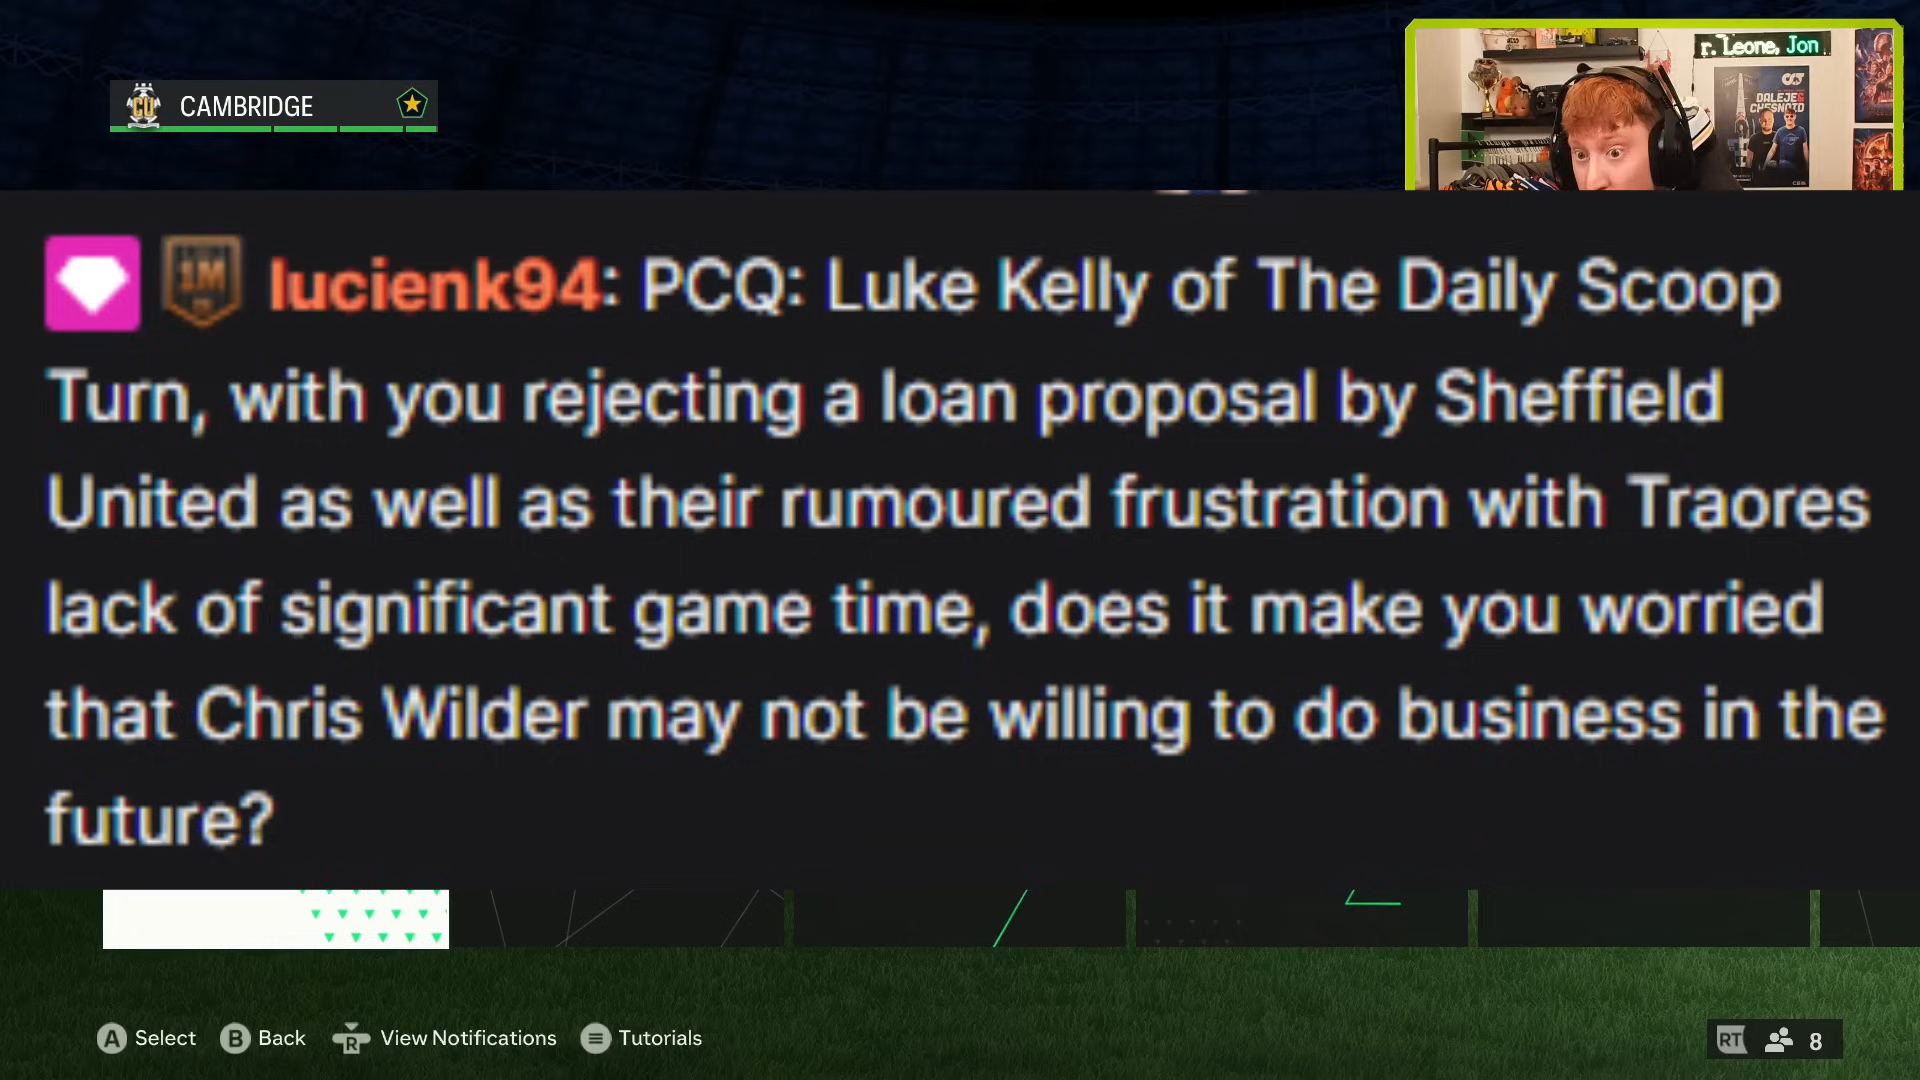 CAMBRIDGE
r. Leone, Jon
DALEJE&
CHESNOID
1M
lucienk94: PCQ: Luke Kelly of The Daily Scoop
Turn, with you rejecting a loan proposal by Sheffield
United as well as their rumoured frustration with Traores
lack of significant game time, does it make you worried
that Chris Wilder may not be willing to do business in the
future?
A Select B Back R View Notifications Tutorials
RT 8